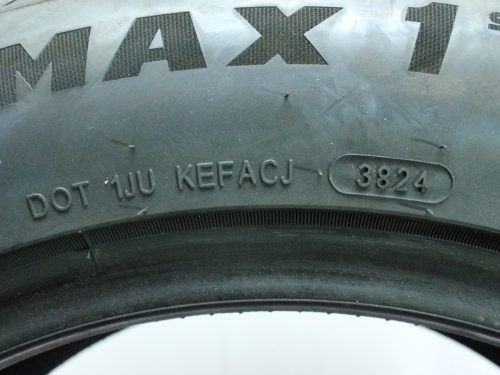 MAX 1
DOT 1JU KEFACJ 3824